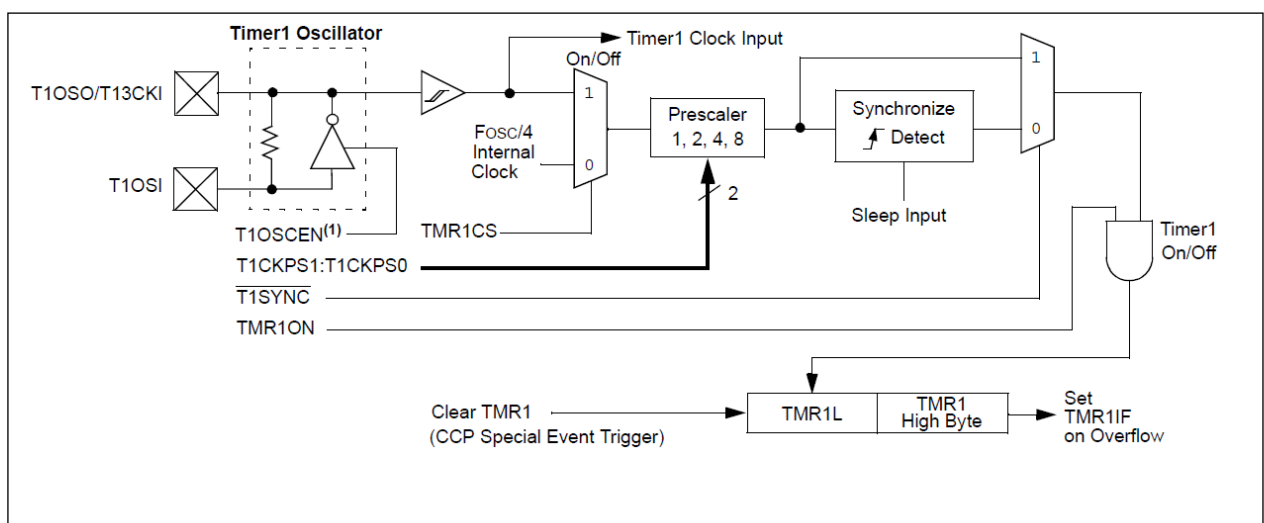 Timer1 Oscillator
Timer1 Clock Input
On/Off
T1OSO/T13CKI
1
1
Prescaler
1, 2, 4, 8
Synchronize
Detect
FOSC/4
Internal
Clock
0
0
T1OSI
2
Sleep Input
T1OSCEN(1)
TMR1CS
Timer1
On/Off
T1CKPS1:T1CKPS0
T1SYNC
TMR1ON
Clear TMR1
(CCP Special Event Trigger)
TMR1L
TMR1
High Byte
Set
TMR1IF
on Overflow